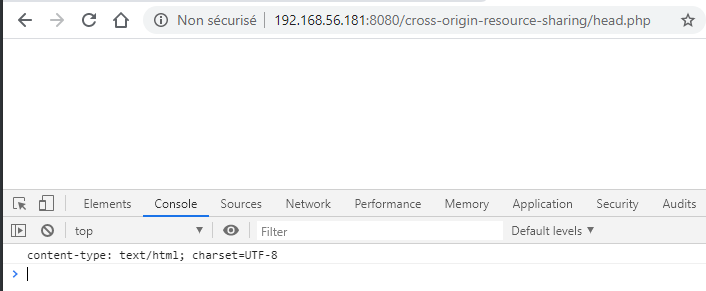 Non sécurisé | 192.168.56.181:8080/cross-origin-resource-sharing/head.php
Elements Console Sources Network Performance Memory Application Security Audits
top Filter Default levels
content-type: text/html; charset=UTF-8